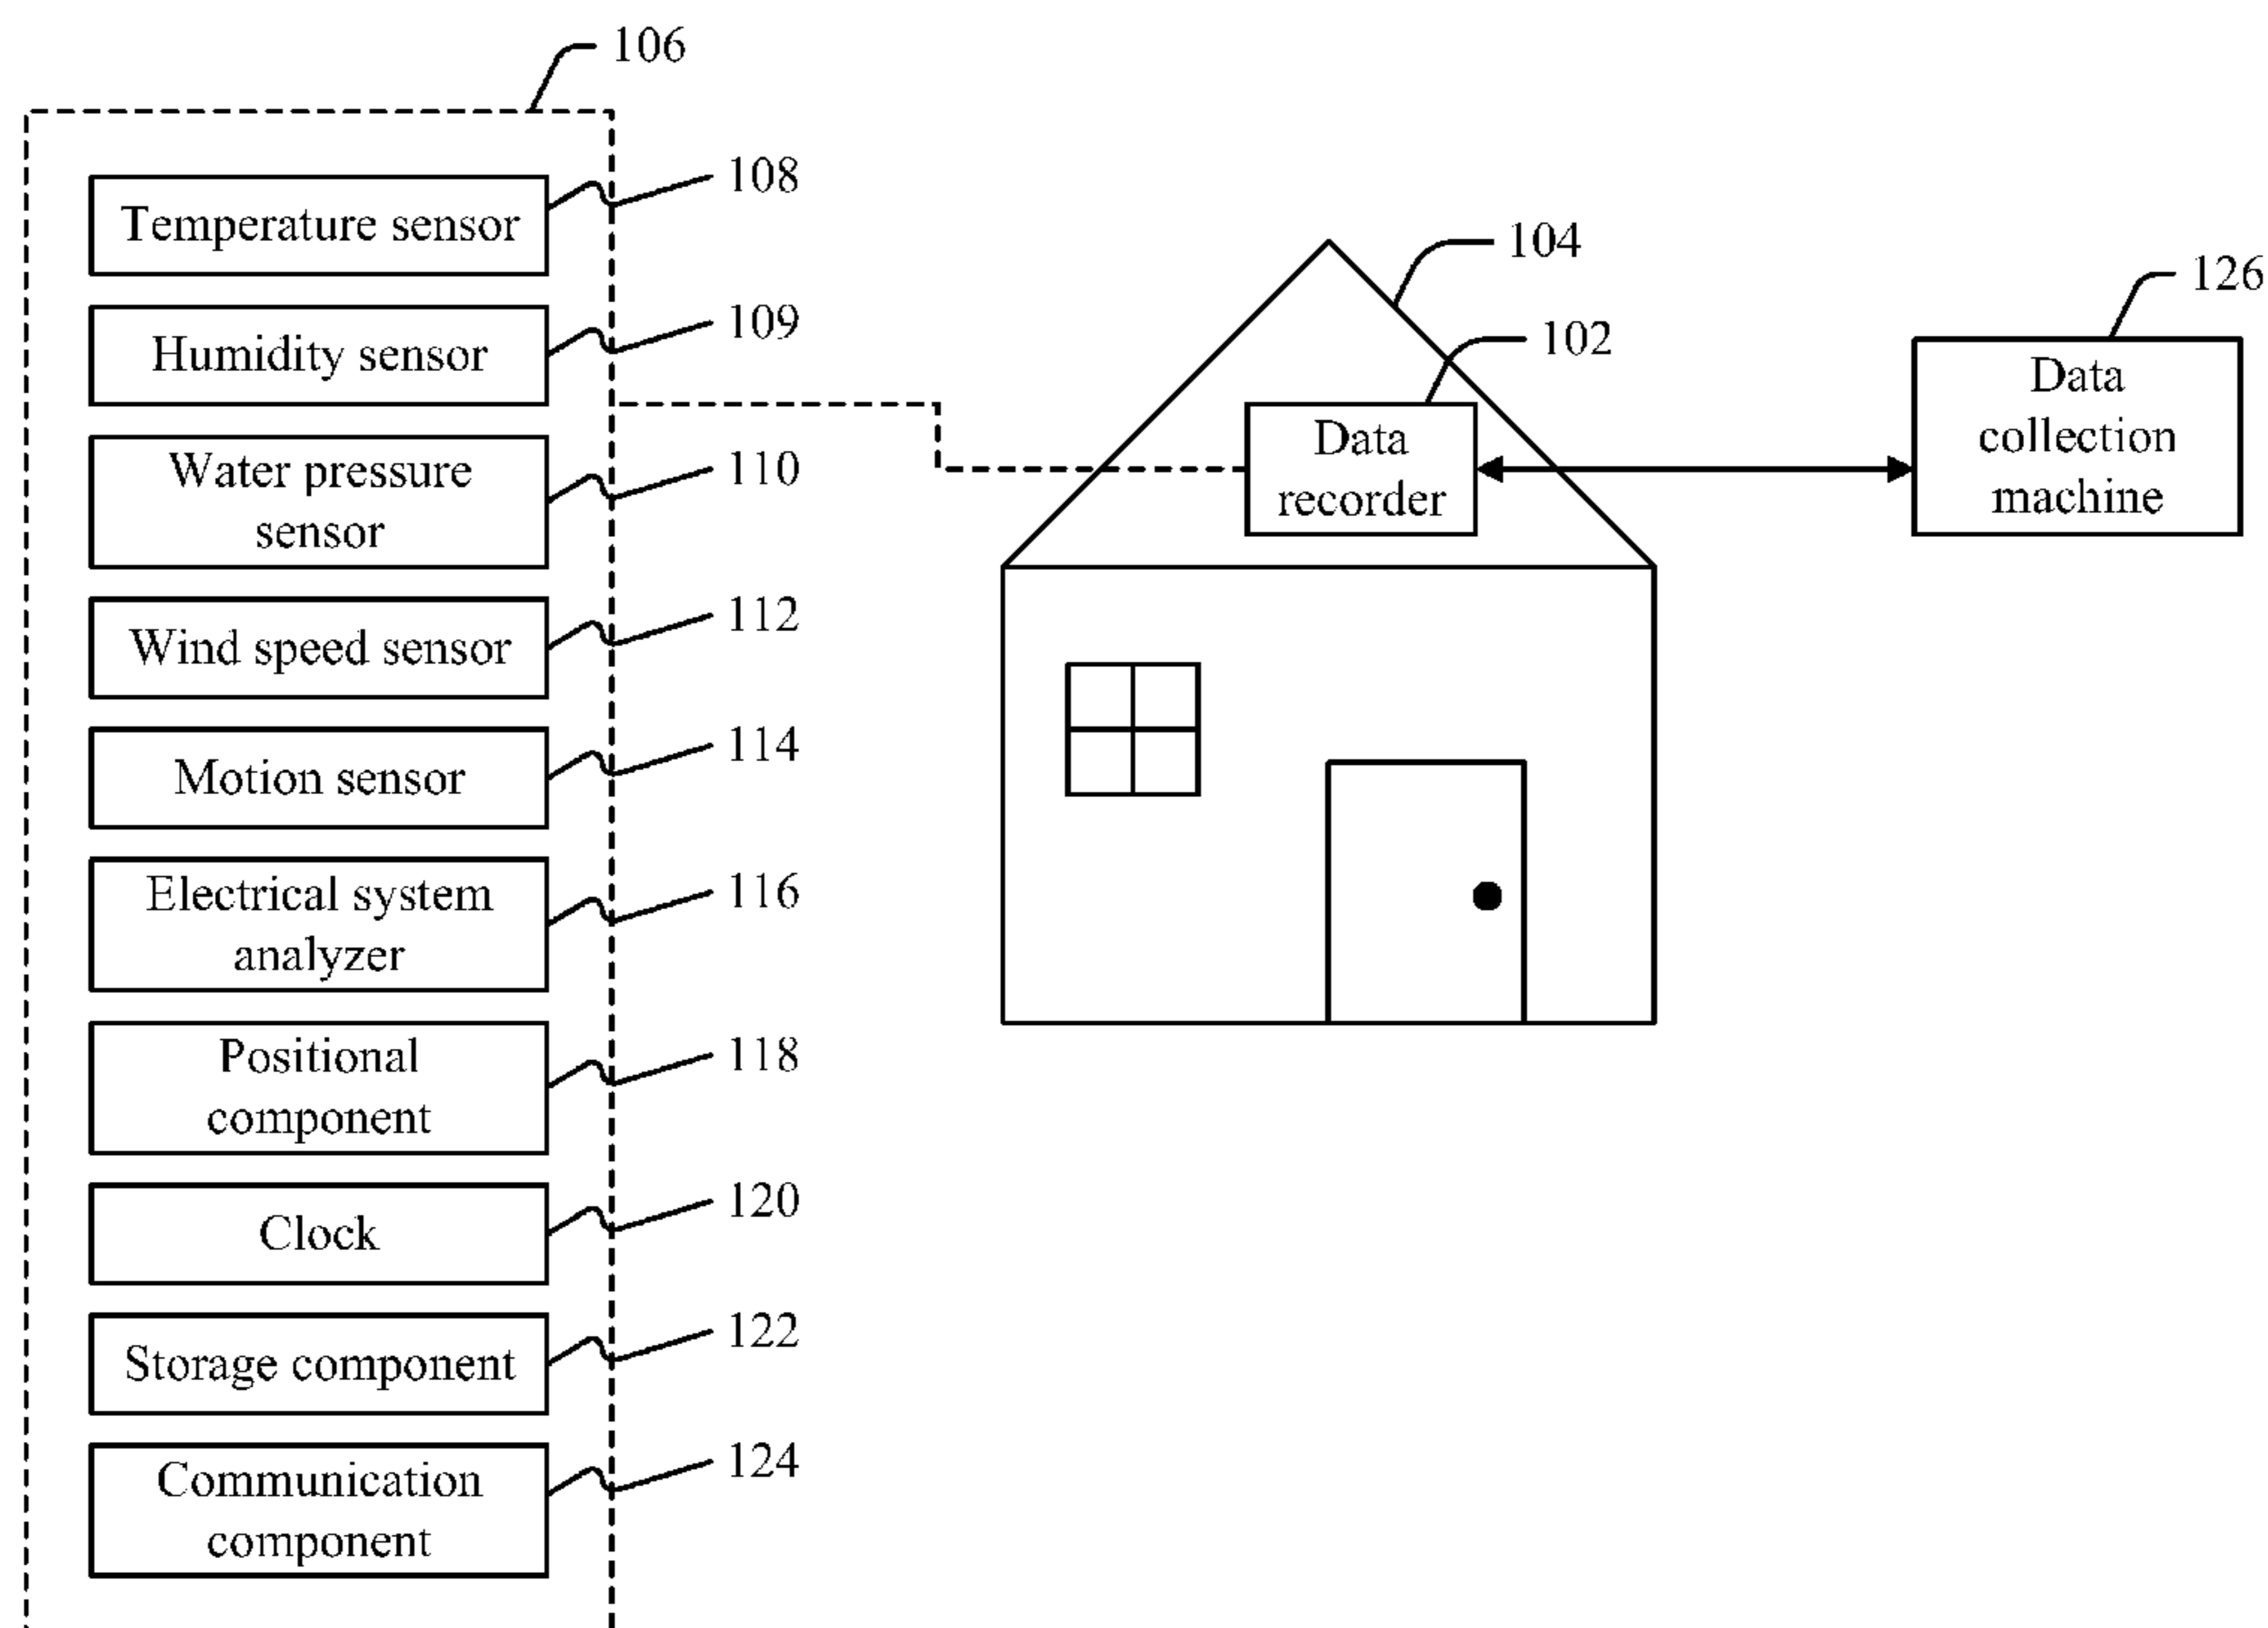 106
Temperature sensor
108
Humidity sensor
109
Water pressure
sensor
110
Wind speed sensor
112
Motion sensor
114
Electrical system
analyzer
116
Positional
component
118
Clock
120
Storage component
122
Communication
component
124
104
102
Data
recorder
126
Data
collection
machine